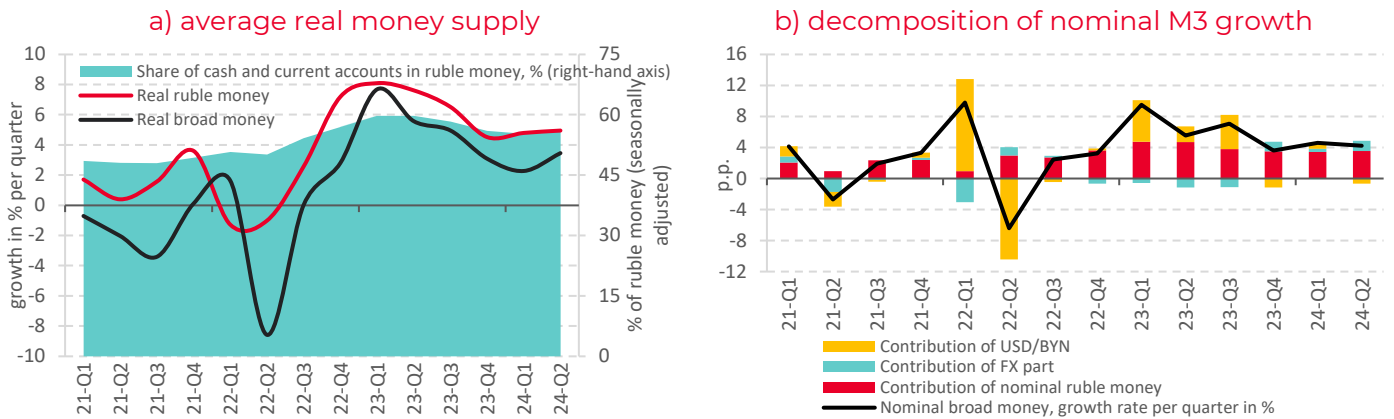 a) average real money supply
10
8
6
4
2
0
-2
-4
-6
-8
-10
growth in % per quarter
Share of cash and current accounts in ruble money, % (right-hand axis)
Real ruble money
Real broad money
75
60
45
30
15
0
% of ruble money (seasonally
adjusted)
21-Q1
21-Q2
21-Q3
21-Q4
22-Q1
22-Q2
22-Q3
22-Q4
23-Q1
23-Q2
23-Q3
23-Q4
24-Q1
24-Q2
b) decomposition of nominal M3 growth
16
12
8
4
0
-4
-8
-12
p.p.
21-Q1
21-Q2
21-Q3
21-Q4
22-Q1
22-Q2
22-Q3
22-Q4
23-Q1
23-Q2
23-Q3
23-Q4
24-Q1
24-Q2
Contribution of USD/BYN
Contribution of FX part
Contribution of nominal ruble money
Nominal broad money, growth rate per quarter in %